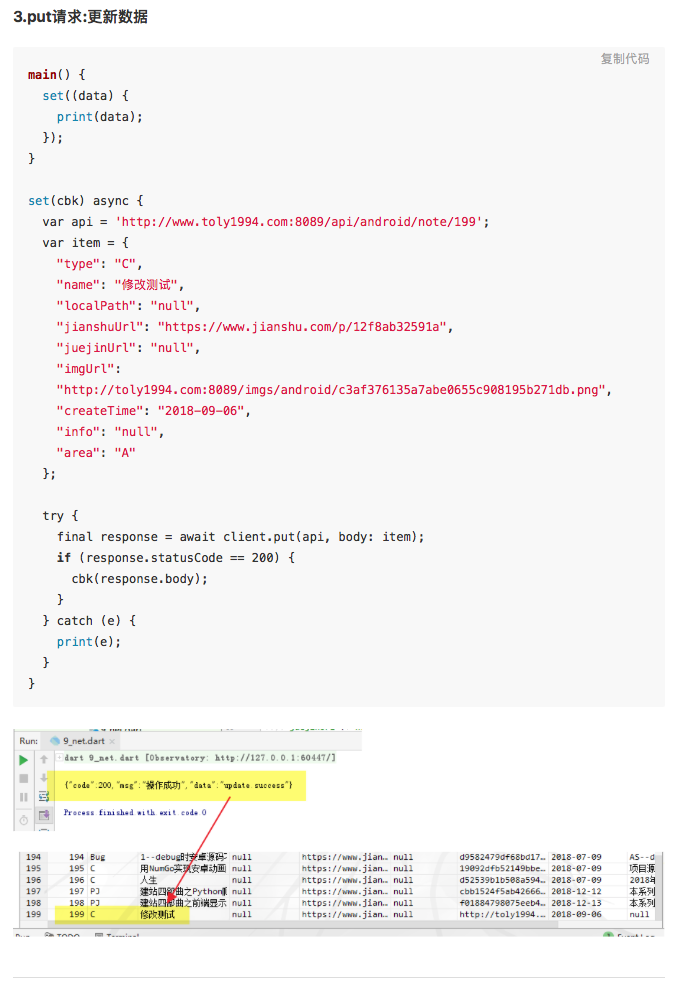 3.put请求:更新数据
复制代码
main() {
  set((data) {
    print(data);
  });
}
set(cbk) async {
  var api = 'http://www.toly1994.com:8089/api/android/note/199';
  var item = {
    "type": "C",
    "name": "修改测试",
    "localPath": "null",
    "jianshuUrl": "https://www.jianshu.com/p/12f8ab32591a",
    "juejinUrl": "null",
    "imgUrl":
    "http://toly1994.com:8089/imgs/android/c3af376135a7abe0655c908195b271db.png",
    "createTime": "2018-09-06",
    "info": "null",
    "area": "A"
  };
  try {
    final response = await client.put(api, body: item);
    if (response.statusCode == 200) {
      cbk(response.body);
    }
  } catch (e) {
    print(e);
  }
}
Run: 9_net.dart
dart 9_net.dart [Observatory: http://127.0.0.1:60447/]
{"code":200,"msg":"操作成功","data":"update success"}
Process finished with exit code 0
194 194 Bug 1--debug时安卓源码 null https://www.jian… null d9582479df68bd17… 2018-07-09 AS--d
195 195 C 用NumGo实现安卓动画 null https://www.jian… null 19092dfb52149bbe… 2018-07-09 项目源
196 196 C 人生 null https://www.jian… null d52539b1b508a594… 2018-07-09 2018年
197 197 PJ 建站四部曲之Python null https://www.jian… null cbb1524f5ab42666… 2018-12-12 本系列
198 198 PJ 建站四部曲之前端显示 null https://www.jian… null f01884798075eeb4… 2018-12-13 本系列
199 199 C 修改测试 null null http://toly1994.… 2018-09-06 null